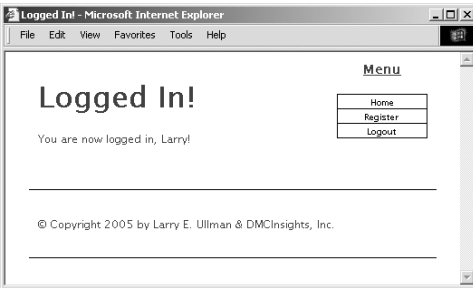 Logged In! - Microsoft Internet Explorer
File Edit View Favorites Tools Help
Menu
Logged In!
Home
Register
Logout
You are now logged in, Larry!
© Copyright 2005 by Larry E. Ullman & DMCInsights, Inc.